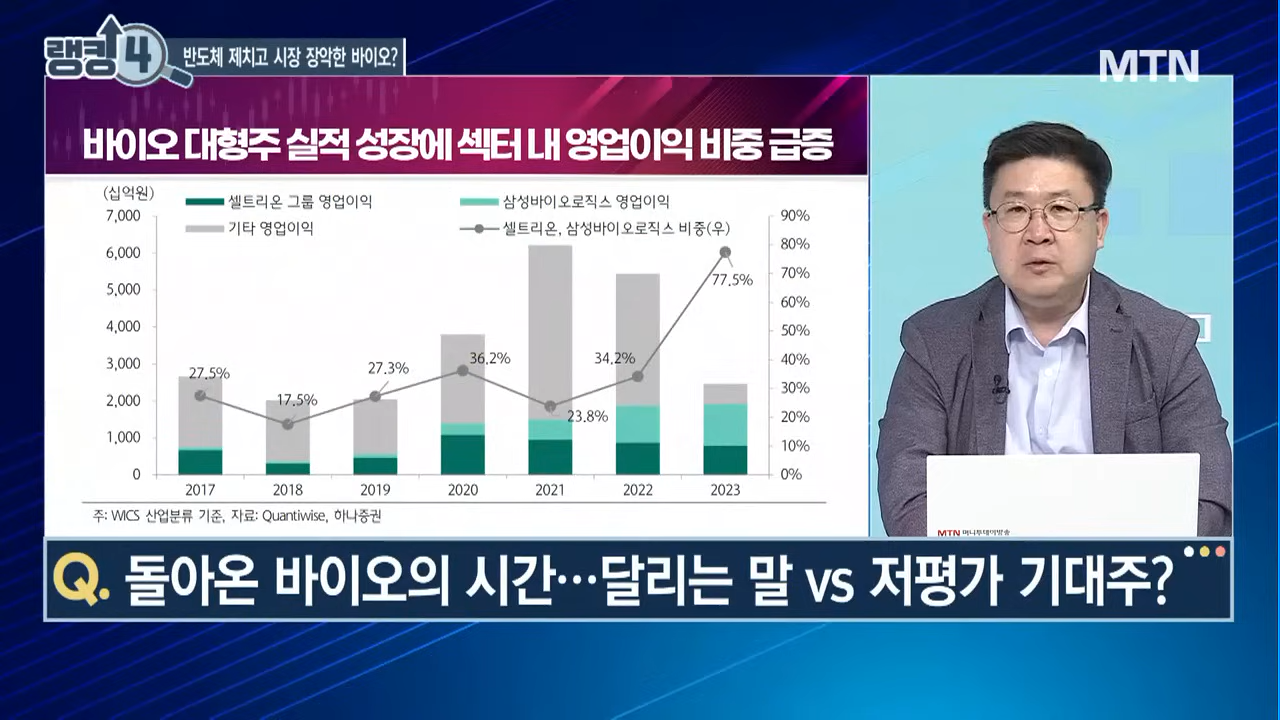 랭킹4
반도체 제치고 시장 장악한 바이오?
MTN
바이오 대형주 실적 성장에 섹터 내 영업이익 비중 급증
(십억원)
셀트리온 그룹 영업이익
삼성바이오로직스 영업이익
기타 영업이익
셀트리온, 삼성바이오로직스 비중(우)
7,000
6,000
5,000
4,000
3,000
2,000
1,000
0
90%
80%
70%
60%
50%
40%
30%
20%
10%
0%
27.5%
17.5%
27.3%
36.2%
23.8%
34.2%
77.5%
2017 2018 2019 2020 2021 2022 2023
주: WICS 산업분류 기준, 자료: Quantiwise, 하나증권
MTN 머니투데이방송
Q. 돌아온 바이오의 시간…달리는 말 vs 저평가 기대주?